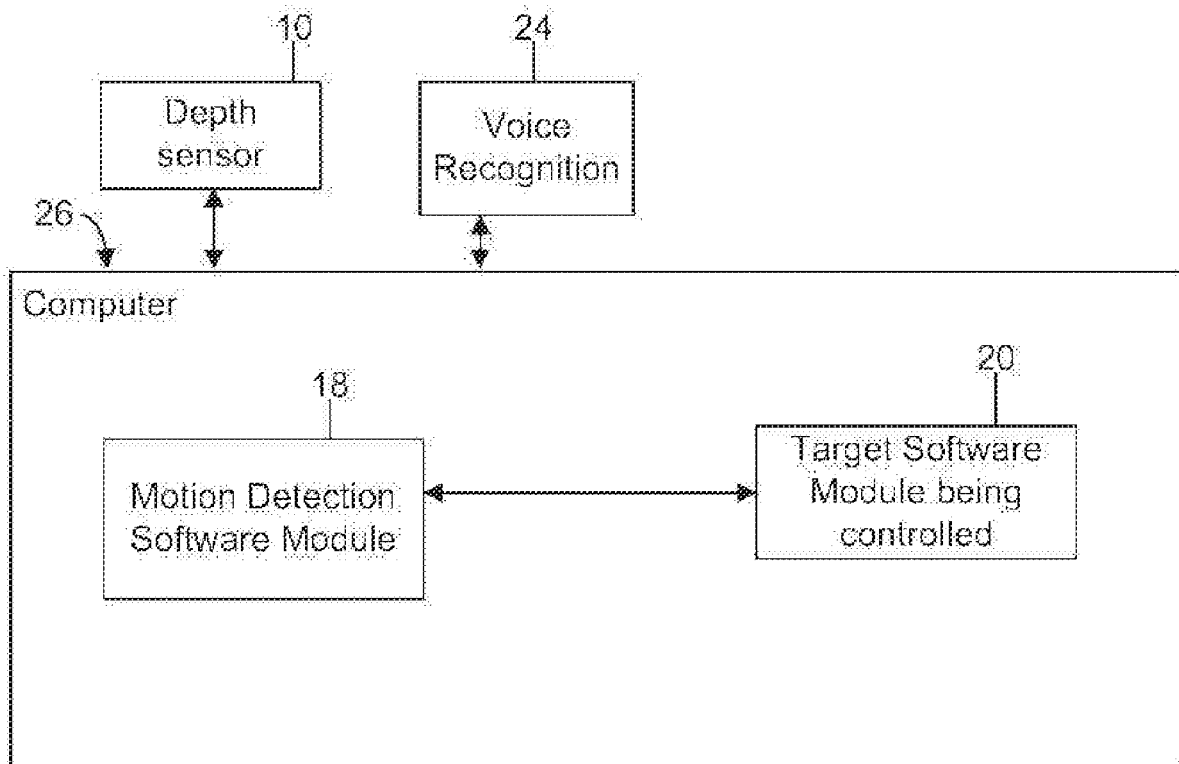 10
24
Depth
sensor
Voice
Recognition
26
Computer
18
20
Motion Detection
Software Module
Target Software
Module being
controlled